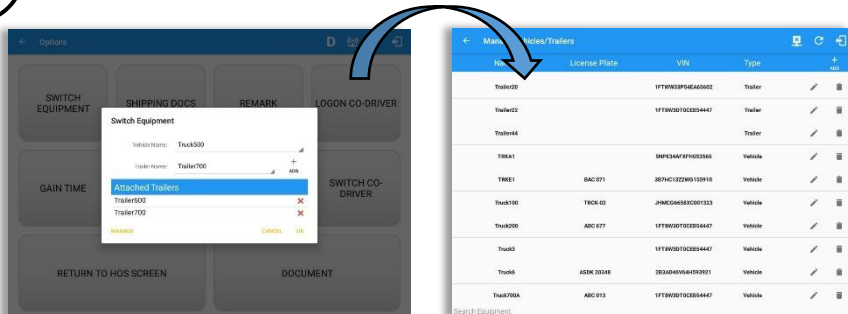 Options
D
SWITCH EQUIPMENT
SHIPPING DOCS
REMARK
LOGON CO-DRIVER
Switch Equipment
Vehicle Name: Truck500
Trailer Name: Trailer700
+ ADD
Attached Trailers
Trailer600
Trailer700
MANAGE CANCEL OK
GAIN TIME
SWITCH CO-DRIVER
RETURN TO HOS SCREEN
DOCUMENT
Vehicles/Trailers
License Plate VIN Type + ADD
Trailer20 1FTWW33P54EA65602 Trailer
Trailer22 1FT8W3DT0CEB54447 Trailer
Trailer44 Trailer
TRKA1 5NPE34AFXFH053565 Vehicle
TRKE1 BAC 071 3B7HC13Z2WG155910 Vehicle
Truck100 TRCK-02 JHMCG6658XC001323 Vehicle
Truck200 ABC 677 1FT8W3DT0CEB54447 Vehicle
Truck3 1FT8W3DT0CEB54447 Vehicle
Truck6 ASDK 20348 2B3AD46V64H593921 Vehicle
Truck700A ABC 013 1FT8W3DT0CEB54447 Vehicle
Search Equipment